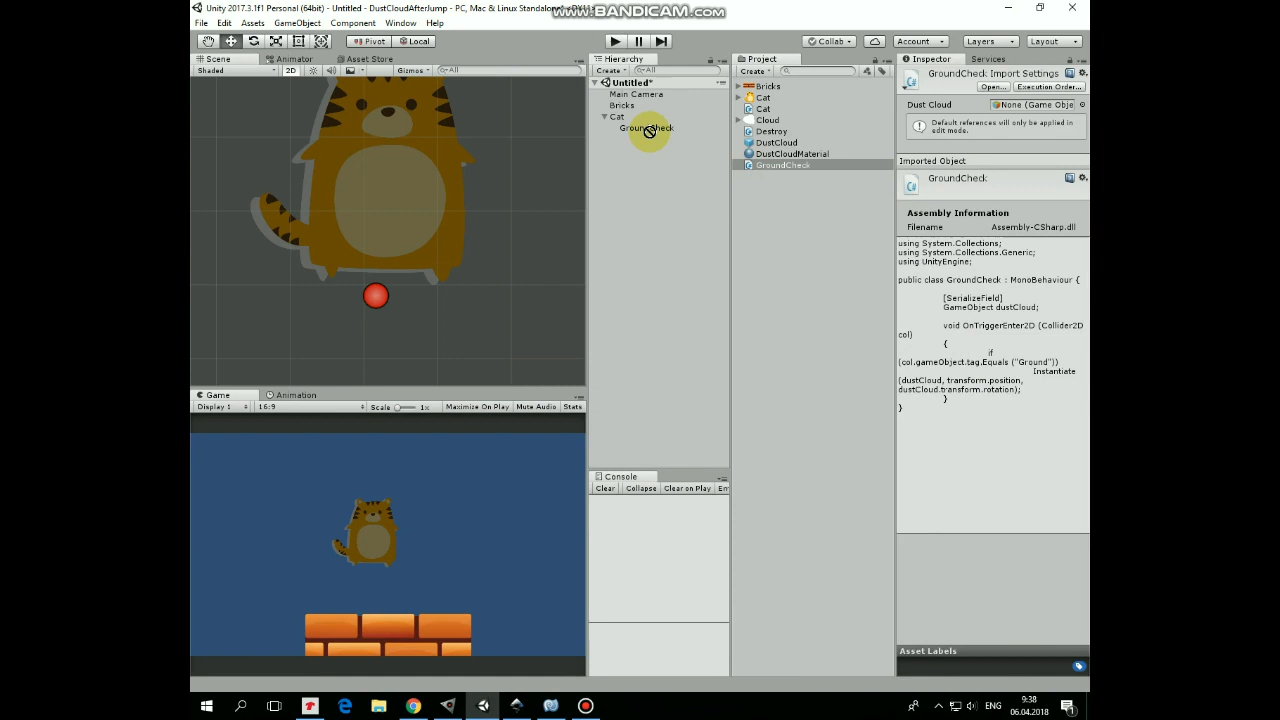 Unity 2017.3.1f1 Personal (64bit) - Untitled - DustCloudAfterJump - PC, Mac & Linux Standalone
www.BANDICAM.com
File Edit Assets GameObject Component Window Help
Pivot Local Collab Account Layers Layout
Scene Animator Asset Store
Shaded 2D Gizmos All
Hierarchy
Create All
Untitled*
Main Camera
Bricks
Cat
GroundCheck
Project
Create
Bricks
Cat
Cat
Cloud
Destroy
DustCloud
DustCloudMaterial
GroundCheck
Inspector Services
GroundCheck Import Settings
Open... Execution Order...
Dust Cloud None (Game Obje
Default references will only be applied in
edit mode.
Imported Object
GroundCheck
Assembly Information
Filename Assembly-CSharp.dll
using System.Collections;
using System.Collections.Generic;
using UnityEngine;
public class GroundCheck : MonoBehaviour {
[SerializeField]
GameObject dustCloud;
void OnTriggerEnter2D (Collider2D
col)
{
if
(col.gameObject.tag.Equals ("Ground"))
Instantiate
(dustCloud, transform.position,
dustCloud.transform.rotation);
}
}
Asset Labels
Game Animation
Display 1 16:9 Scale 1x Maximize On Play Mute Audio Stats
Console
Clear Collapse Clear on Play
ENG
9:38
06.04.2018